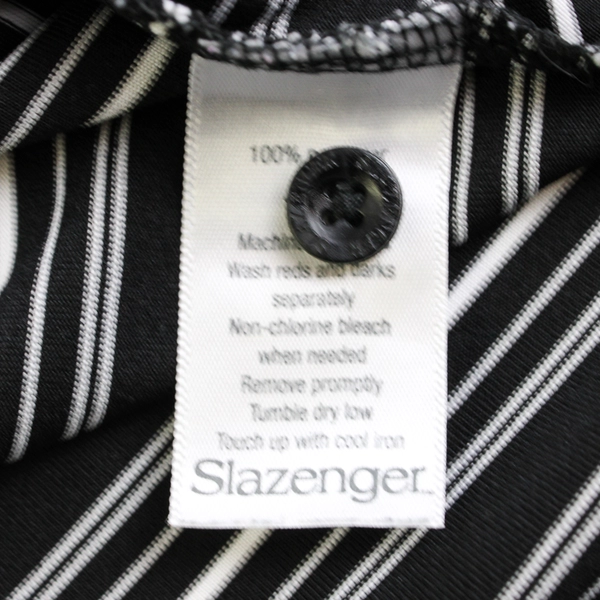 100%
Wash reds and darks
separately
Non-chlorine bleach
when needed
Remove promptly
Tumble dry low
Touch up with cool iron
Slazenger